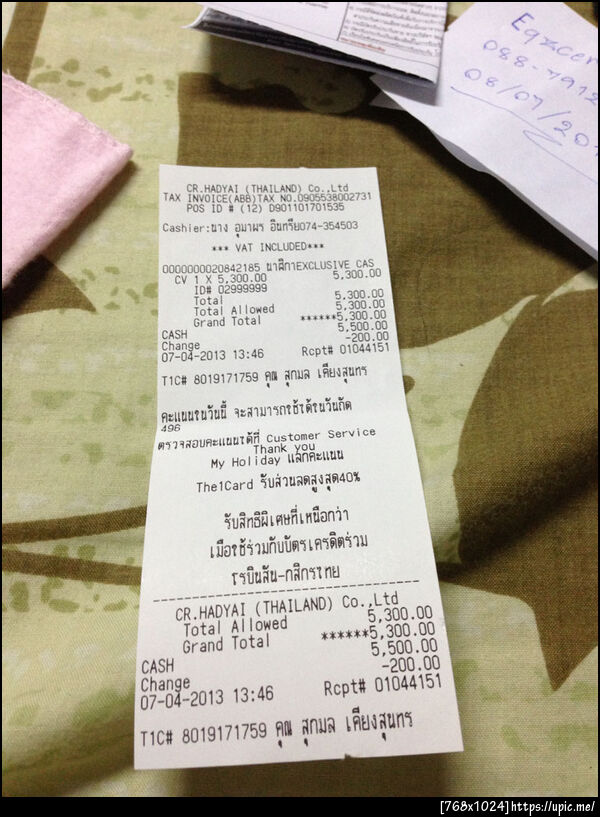 Eqxcer
088-7912
08/07/20
CR.HADYAI (THAILAND) Co.,Ltd
TAX INVOICE(ABB)TAX NO.0905538002731
POS ID # (12) D901101701535
Cashier:นาง อุมาพร อินทรีย074-354503
*** VAT INCLUDED***
0000000020842185 นาฬิกาEXCLUSIVE CAS
CV 1 X 5,300.00 5,300.00
ID# 02999999
Total 5,300.00
Total Allowed 5,300.00
Grand Total ******5,300.00
CASH 5,500.00
Change -200.00
07-04-2013 13:46 Rcpt# 01044151
T1C# 8019171759 คุณ สุกมล เคียงสุนทร
คะแนนในวันนี้ จะสามารถใช้ได้ในวันถัด
496
ตรวจสอบคะแนนได้ที่ Customer Service
Thank you
My Holiday แลกคะแนน
The1Card รับส่วนลดสูงสุด40%
รับสิทธิพิเศษที่เหนือกว่า
เมื่อใช้ร่วมกับบัตรเครดิตร่วม
โรบินสัน-กสิกรไทย
CR.HADYAI (THAILAND) Co.,Ltd
Total Allowed 5,300.00
Grand Total ******5,300.00
CASH 5,500.00
Change -200.00
07-04-2013 13:46 Rcpt# 01044151
T1C# 8019171759 คุณ สุกมล เคียงสุนทร
[768x1024]https://upic.me/